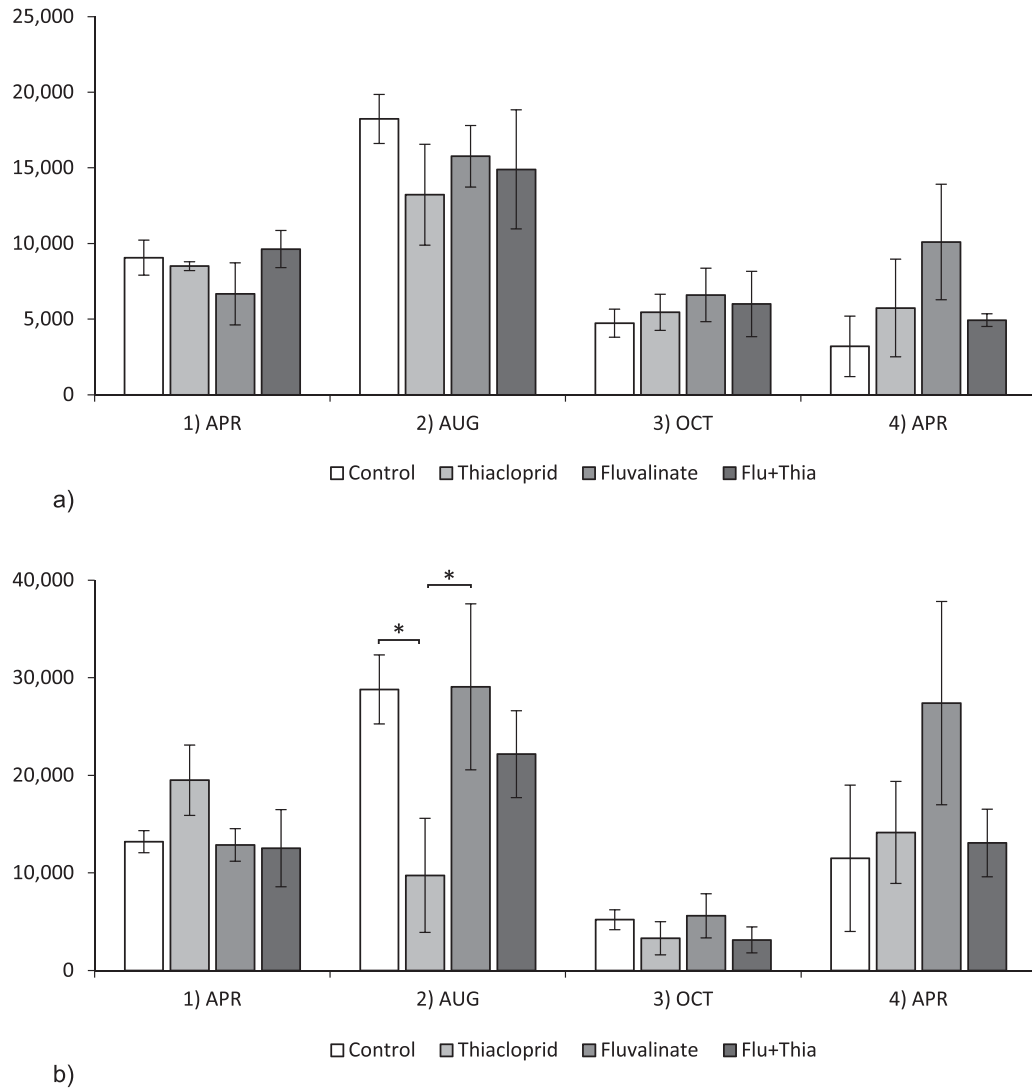 25,000
20,000
15,000
10,000
5,000
0
1) APR 2) AUG 3) OCT 4) APR
Control Thiacloprid Fluvalinate Flu+Thia
a)
40,000
*
*
30,000
20,000
10,000
0
1) APR 2) AUG 3) OCT 4) APR
Control Thiacloprid Fluvalinate Flu+Thia
b)